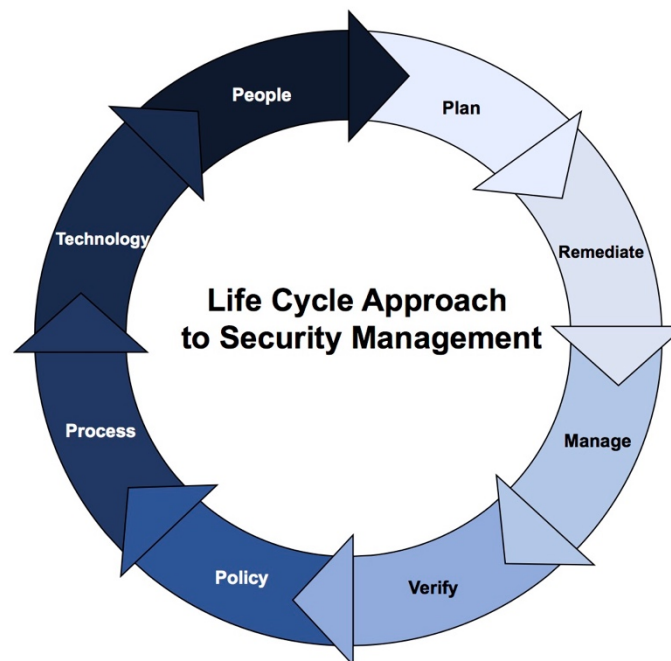 People
Plan
Technology
Remediate
Life Cycle Approach
to Security Management
Process
Manage
Policy
Verify